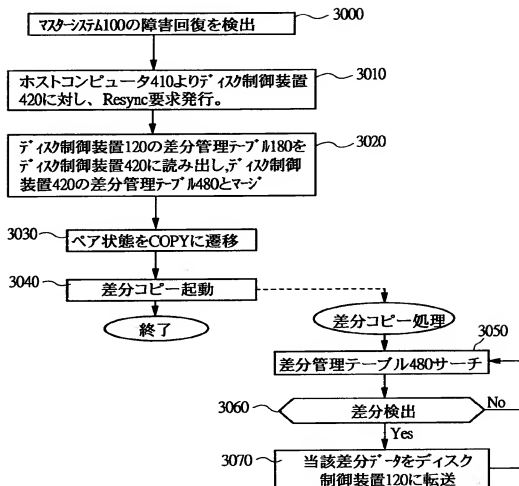 マスターシステム100の障害回復を検出
3000
ホストコンピュータ410よりディスク制御装置
420に対し、Resync要求発行。
3010
ディスク制御装置120の差分管理テーブル180を
ディスク制御装置420に読み出し,ディスク制御
装置420の差分管理テーブル480とマージ
3020
3030
ペア状態をCOPYに遷移
3040
差分コピー起動
終了
差分コピー処理
3050
差分管理テーブル480サーチ
3060
差分検出
No
Yes
3070
当該差分データをディスク
制御装置120に転送